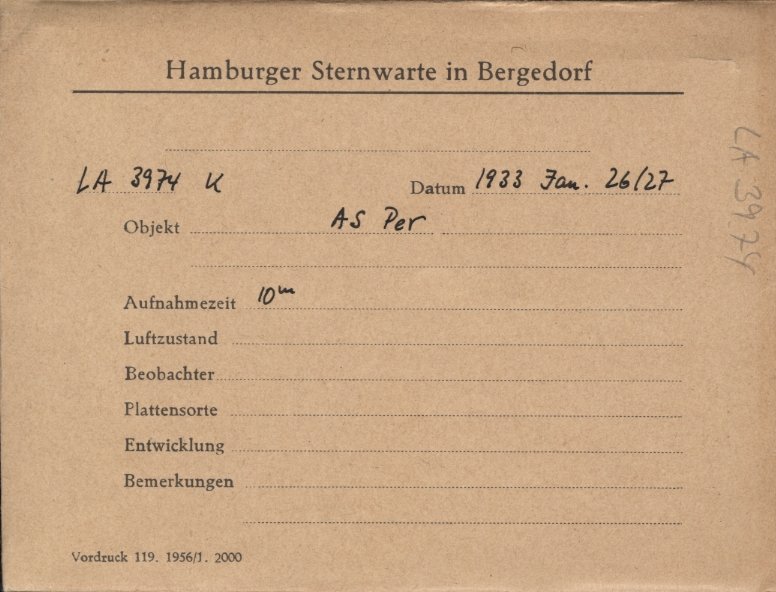 Hamburger Sternwarte in Bergedorf
LA 3974 K
Datum 1933 Jan. 26/27
Objekt AS Per
Aufnahmezeit 10m
Luftzustand
Beobachter
Plattensorte
Entwicklung
Bemerkungen
Vordruck 119. 1956/1. 2000
LA 3974